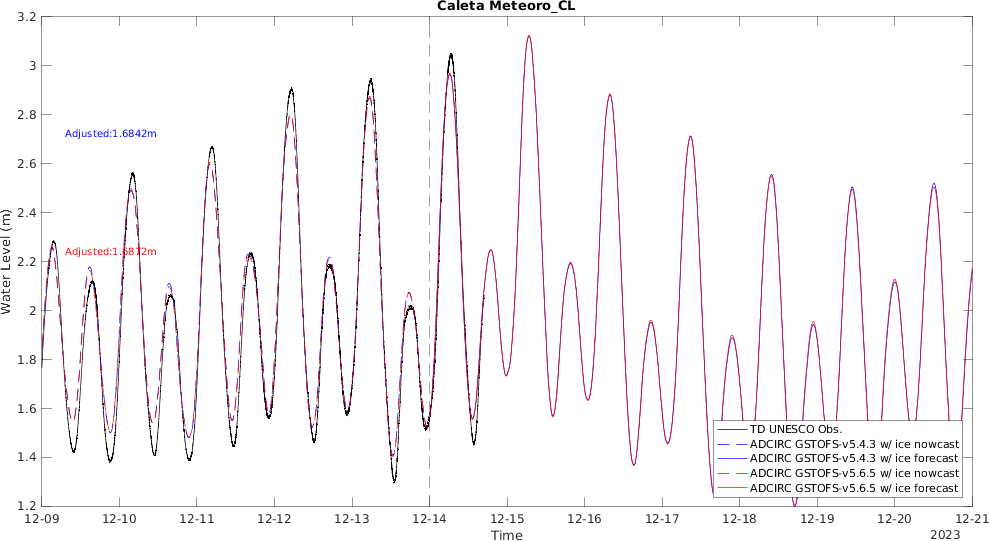 Caleta Meteoro_CL
3.2
3
2.8
2.6
2.4
2.2
2
1.8
1.6
1.4
1.2
Water Level (m)
Adjusted:1.6842m
Adjusted:1.6872m
TD UNESCO Obs.
ADCIRC GSTOFS-v5.4.3 w/ ice nowcast
ADCIRC GSTOFS-v5.4.3 w/ ice forecast
ADCIRC GSTOFS-v5.6.5 w/ ice nowcast
ADCIRC GSTOFS-v5.6.5 w/ ice forecast
12-09 12-10 12-11 12-12 12-13 12-14 12-15 12-16 12-17 12-18 12-19 12-20 12-21
Time
2023